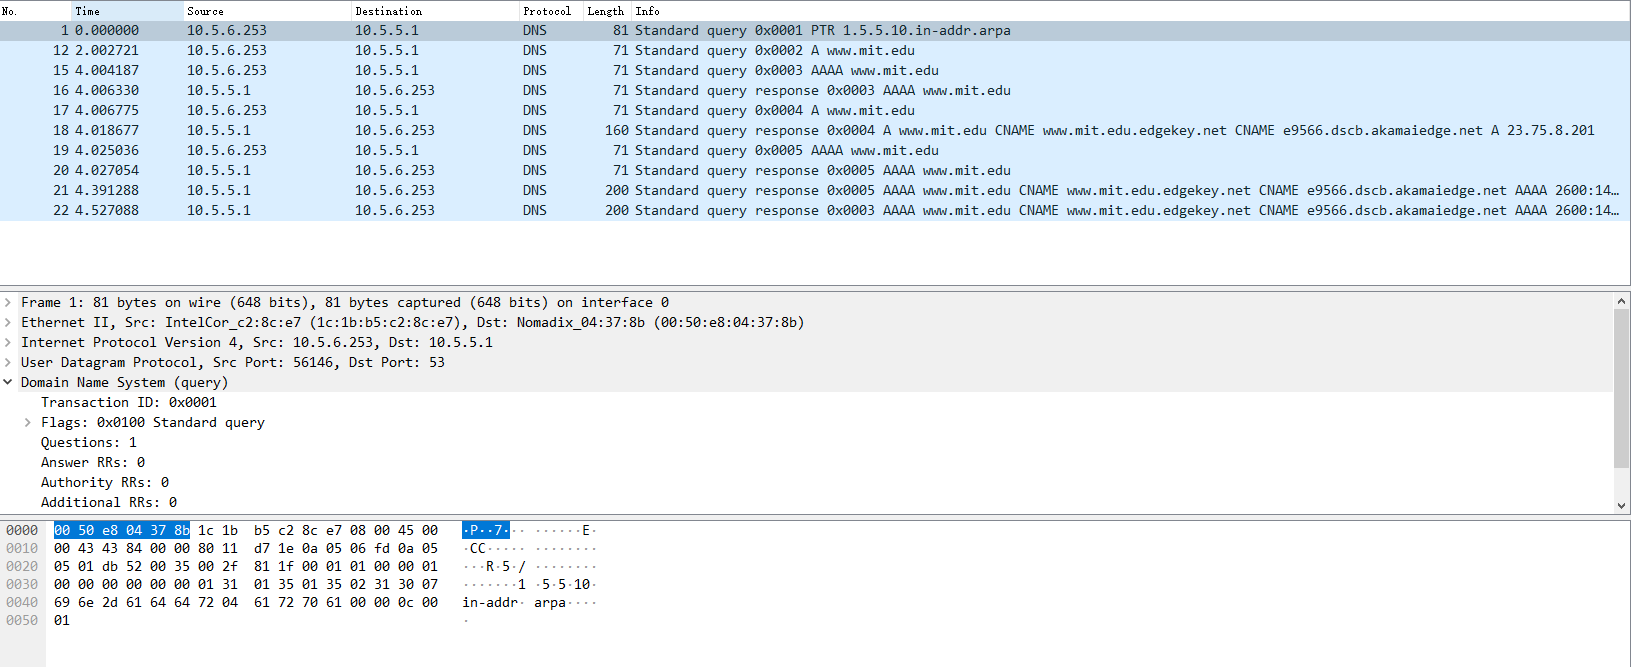 No. Time Source Destination Protocol Length Info
1 0.000000 10.5.6.253 10.5.5.1 DNS 81 Standard query 0x0001 PTR 1.5.5.10.in-addr.arpa
12 2.002721 10.5.6.253 10.5.5.1 DNS 71 Standard query 0x0002 A www.mit.edu
15 4.004187 10.5.6.253 10.5.5.1 DNS 71 Standard query 0x0003 AAAA www.mit.edu
16 4.006330 10.5.5.1 10.5.6.253 DNS 71 Standard query response 0x0003 AAAA www.mit.edu
17 4.006775 10.5.6.253 10.5.5.1 DNS 71 Standard query 0x0004 A www.mit.edu
18 4.018677 10.5.5.1 10.5.6.253 DNS 160 Standard query response 0x0004 A www.mit.edu CNAME www.mit.edu.edgekey.net CNAME e9566.dscb.akamaiedge.net A 23.75.8.201
19 4.025036 10.5.6.253 10.5.5.1 DNS 71 Standard query 0x0005 AAAA www.mit.edu
20 4.027054 10.5.5.1 10.5.6.253 DNS 71 Standard query response 0x0005 AAAA www.mit.edu
21 4.391288 10.5.5.1 10.5.6.253 DNS 200 Standard query response 0x0005 AAAA www.mit.edu CNAME www.mit.edu.edgekey.net CNAME e9566.dscb.akamaiedge.net AAAA 2600:14…
22 4.527088 10.5.5.1 10.5.6.253 DNS 200 Standard query response 0x0003 AAAA www.mit.edu CNAME www.mit.edu.edgekey.net CNAME e9566.dscb.akamaiedge.net AAAA 2600:14…
Frame 1: 81 bytes on wire (648 bits), 81 bytes captured (648 bits) on interface 0
Ethernet II, Src: IntelCor_c2:8c:e7 (1c:1b:b5:c2:8c:e7), Dst: Nomadix_04:37:8b (00:50:e8:04:37:8b)
Internet Protocol Version 4, Src: 10.5.6.253, Dst: 10.5.5.1
User Datagram Protocol, Src Port: 56146, Dst Port: 53
Domain Name System (query)
Transaction ID: 0x0001
Flags: 0x0100 Standard query
Questions: 1
Answer RRs: 0
Authority RRs: 0
Additional RRs: 0
0000 00 50 e8 04 37 8b 1c 1b b5 c2 8c e7 08 00 45 00 ·P··7··· ······E·
0010 00 43 43 84 00 00 80 11 d7 1e 0a 05 06 fd 0a 05 ·CC····· ········
0020 05 01 db 52 00 35 00 2f 81 1f 00 01 01 00 00 01 ···R·5·/ ········
0030 00 00 00 00 00 00 01 31 01 35 01 35 02 31 30 07 ·······1 ·5·5·10·
0040 69 6e 2d 61 64 64 72 04 61 72 70 61 00 00 0c 00 in-addr· arpa····
0050 01 ·